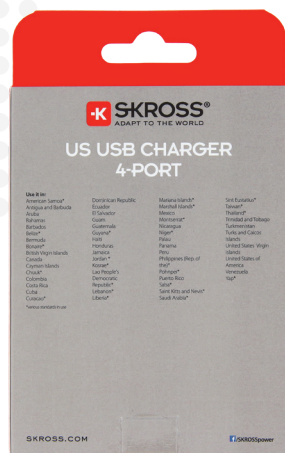 SKROSS®
ADAPT TO THE WORLD
US USB CHARGER
4-PORT
Use it in:
American Samoa*
Antigua and Barbuda
Aruba
Bahamas
Barbados
Belize*
Bermuda
Bonaire*
British Virgin Islands
Canada
Cayman Islands
Chuuk*
Colombia
Costa Rica
Cuba
Curacao*
*Various standards in use
Dominican Republic
Ecuador
El Salvador
Guam
Guatemala
Guyana*
Haiti
Honduras
Jamaica
Jordan *
Kosrae*
Lao People's
Democratic
Republic
Lebanon*
Liberia*
Mariana Islands*
Marshall Islands*
Mexico
Montserrat*
Nicaragua
Niger*
Palau
Panama
Philippines (Rep. of
the)*
Pohnpei*
Puerto Rico
Saba*
Saint Kitts and Nevis*
Saudi Arabia*
Sint Eustatius*
Taiwan*
Thailand*
Trinidad and Tobago
Turkmenistan
Turks and Caicos
Islands
United States' Virgin
Islands
United States of
America
Venezuela
Yap*
SKROSS.COM
f/SKROSSpower